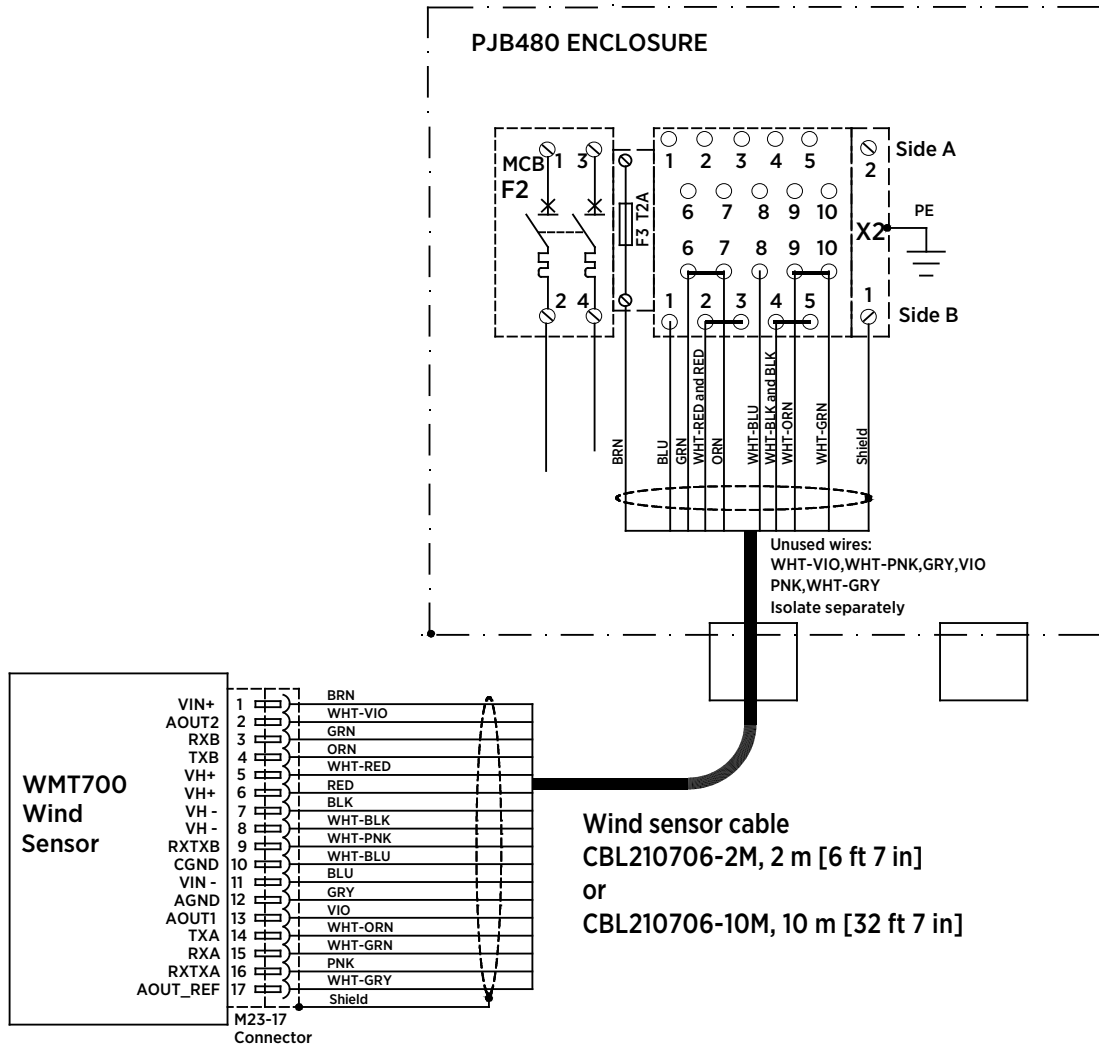 PJB480 ENCLOSURE
MCB
F2
1 3
2 4
F3 T2A
1 2 3 4 5
6 7 8 9 10
6 7 8 9 10
1 2 3 4 5
2
Side A
X2
PE
1
Side B
BRN
BLU
GRN
WHT-RED and RED
ORN
WHT-BLU
WHT-BLK and BLK
WHT-ORN
WHT-GRN
Shield
Unused wires:
WHT-VIO,WHT-PNK,GRY,VIO
PNK,WHT-GRY
Isolate separately
WMT700
Wind
Sensor
VIN+ 1 BRN
AOUT2 2 WHT-VIO
RXB 3 GRN
TXB 4 ORN
VH+ 5 WHT-RED
VH+ 6 RED
VH - 7 BLK
VH - 8 WHT-BLK
RXTXB 9 WHT-PNK
CGND 10 WHT-BLU
VIN - 11 BLU
AGND 12 GRY
AOUT1 13 VIO
TXA 14 WHT-ORN
RXA 15 WHT-GRN
RXTXA 16 PNK
AOUT_REF 17 WHT-GRY
Shield
M23-17
Connector
Wind sensor cable
CBL210706-2M, 2 m [6 ft 7 in]
or
CBL210706-10M, 10 m [32 ft 7 in]